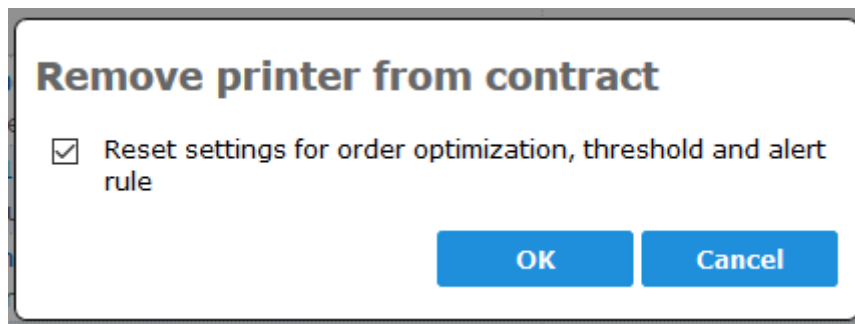 Remove printer from contract
Reset settings for order optimization, threshold and alert
rule
OK Cancel